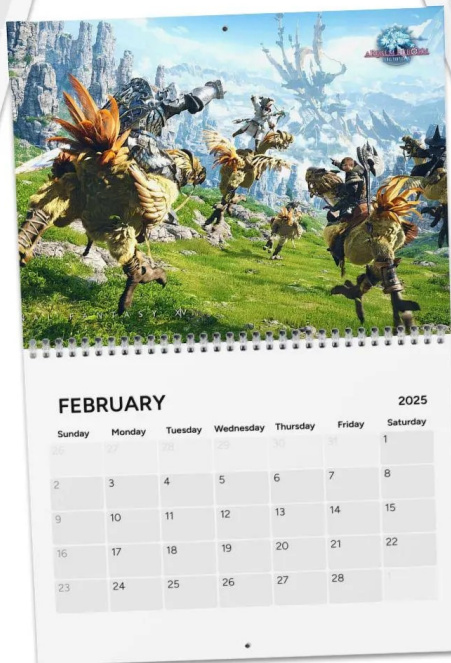 A REALM REBORN
FEBRUARY 2025
Sunday Monday Tuesday Wednesday Thursday Friday Saturday
26 27 28 29 30 31 1
2 3 4 5 6 7 8
9 10 11 12 13 14 15
16 17 18 19 20 21 22
23 24 25 26 27 28